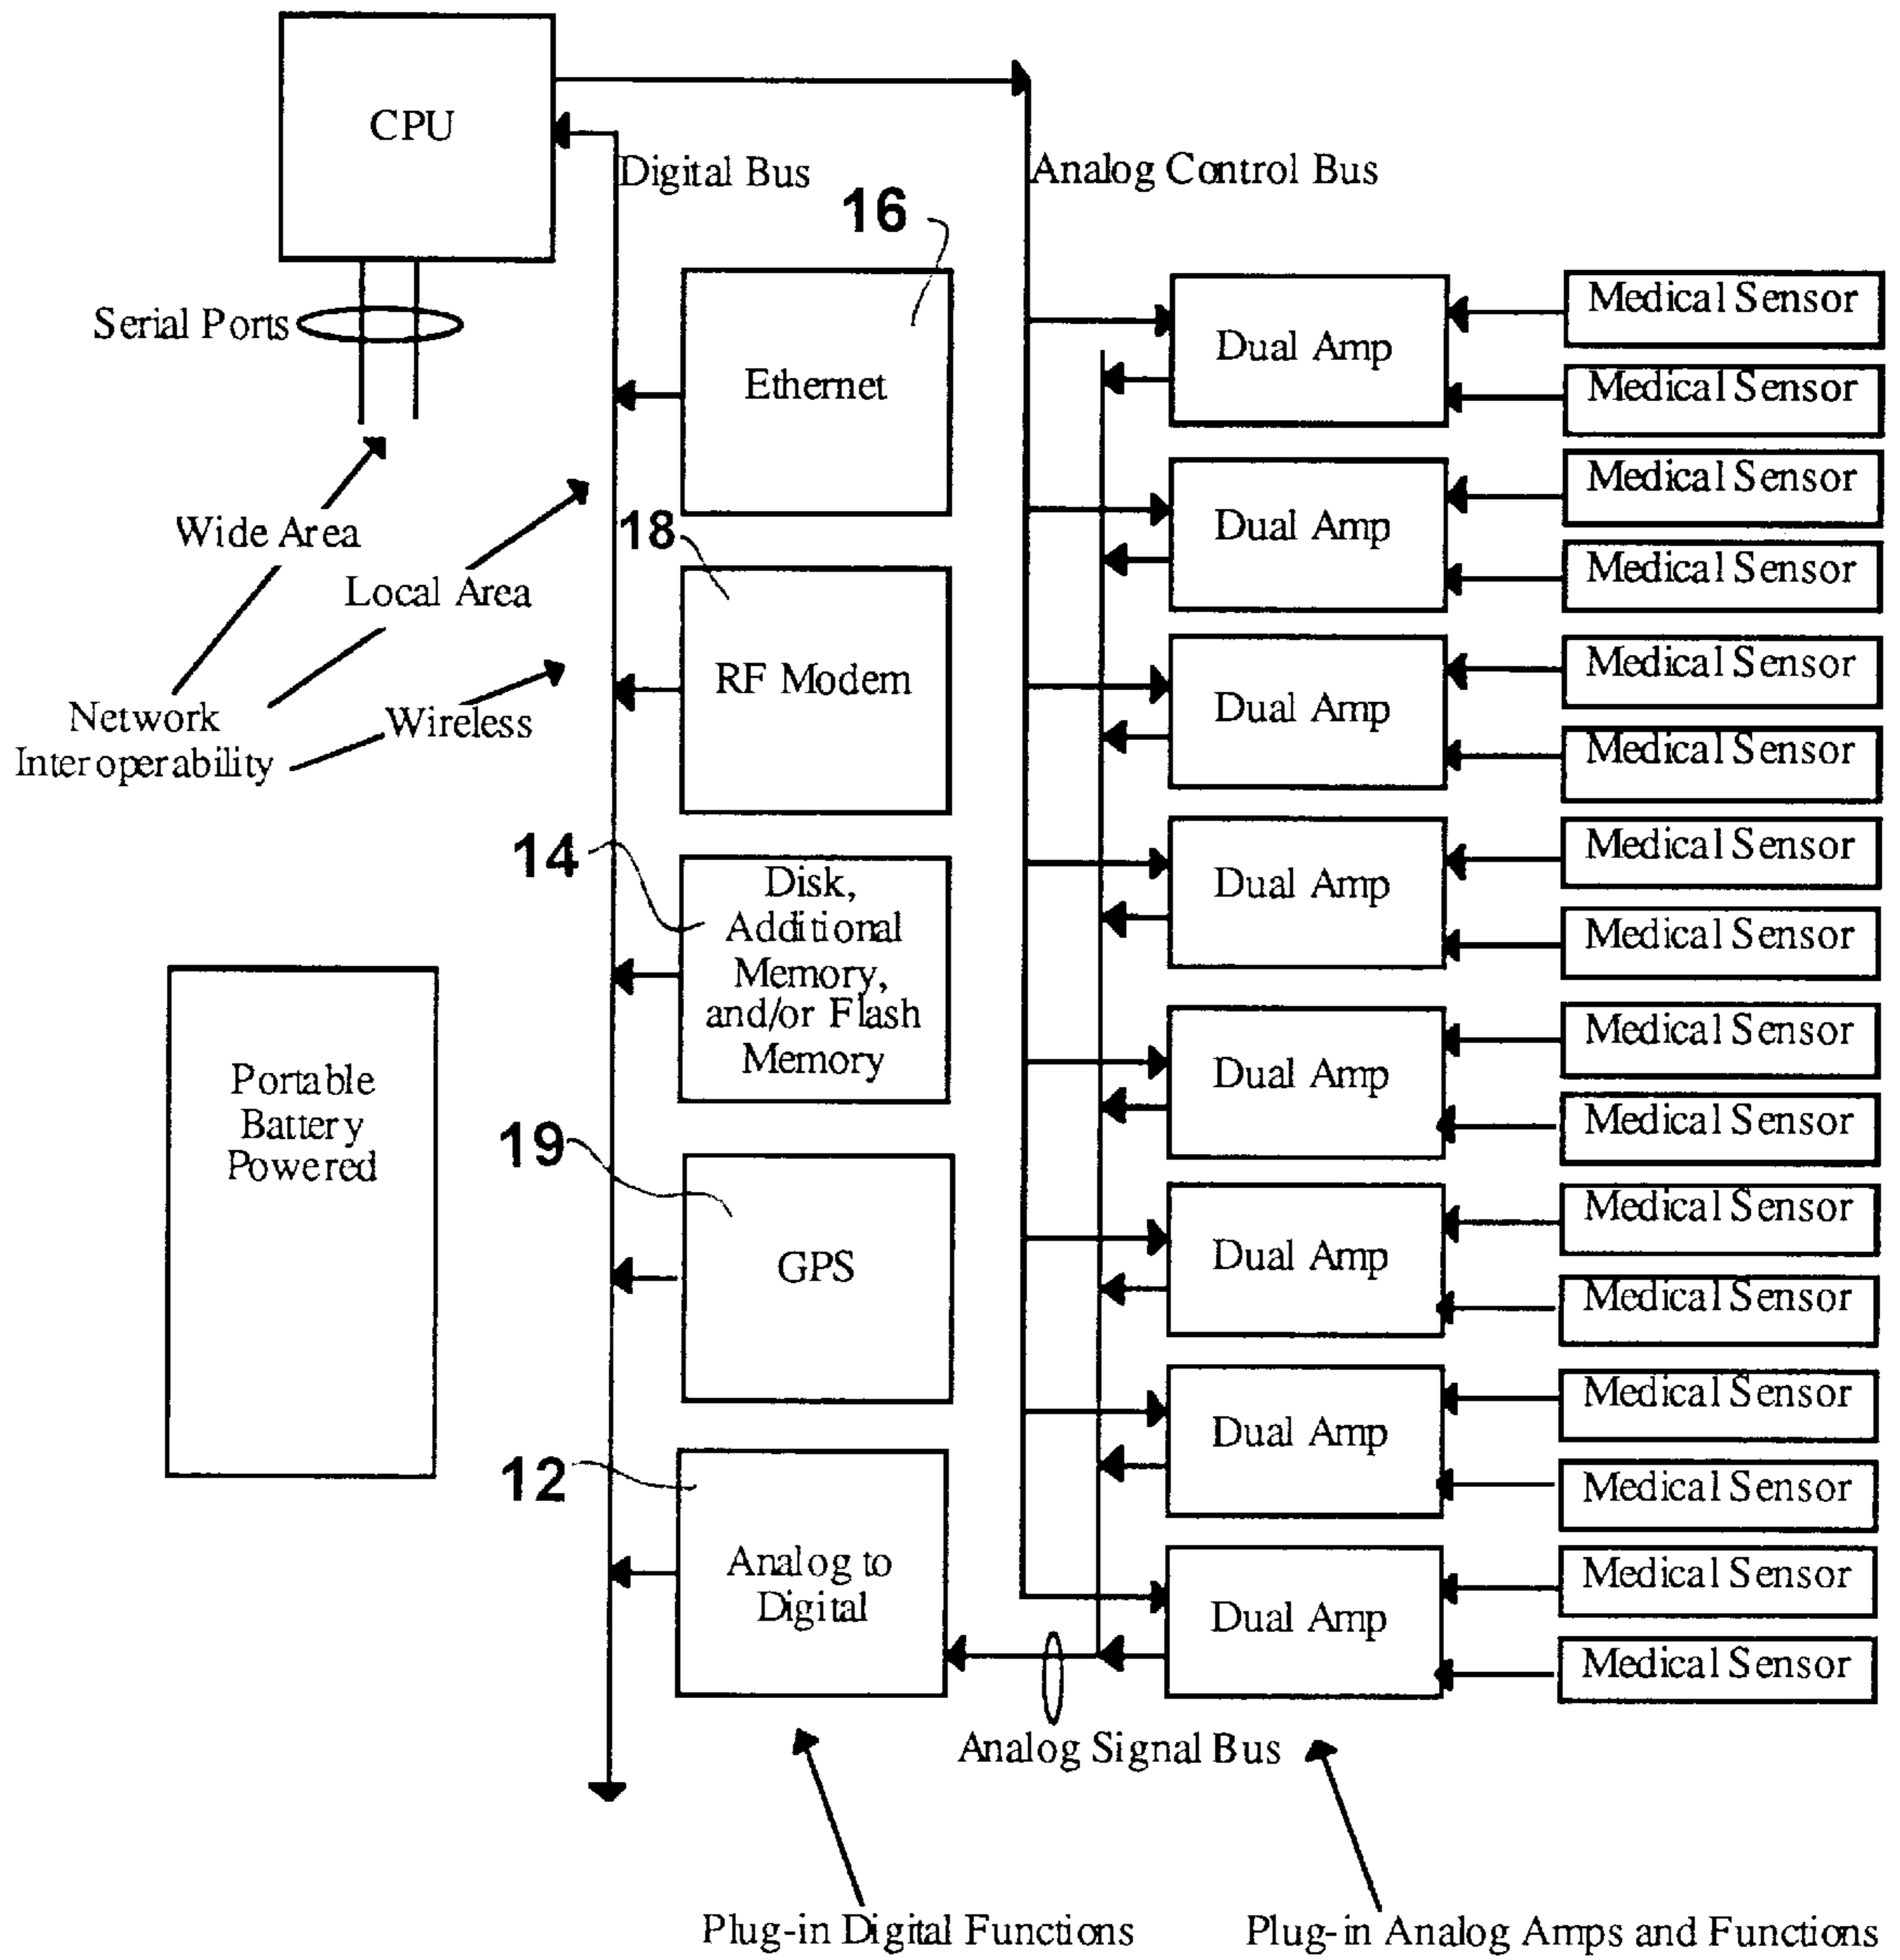 CPU
Digital Bus
Analog Control Bus
16
Serial Ports
Ethernet
Wide Area
Local Area
Wireless
Network
Interoperability
18
RF Modem
14
Disk,
Additional
Memory,
and/or Flash
Memory
Portable
Battery
Powered
19
GPS
12
Analog to
Digital
Dual Amp
Medical Sensor
Medical Sensor
Dual Amp
Medical Sensor
Medical Sensor
Dual Amp
Medical Sensor
Medical Sensor
Dual Amp
Medical Sensor
Medical Sensor
Dual Amp
Medical Sensor
Medical Sensor
Dual Amp
Medical Sensor
Medical Sensor
Dual Amp
Medical Sensor
Medical Sensor
Dual Amp
Medical Sensor
Medical Sensor
Analog Signal Bus
Plug-in Digital Functions
Plug-in Analog Amps and Functions